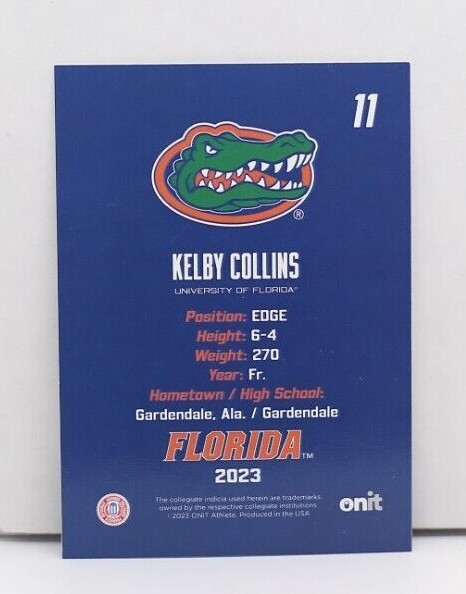 11
®
KELBY COLLINS
UNIVERSITY OF FLORIDA®
Position: EDGE
Height: 6-4
Weight: 270
Year: Fr.
Hometown / High School:
Gardendale, Ala. / Gardendale
FLORIDA™
2023
The collegiate indicia used herein are trademarks
owned by the respective collegiate institutions
© 2023 ONIT Athlete. Produced in the USA
onit